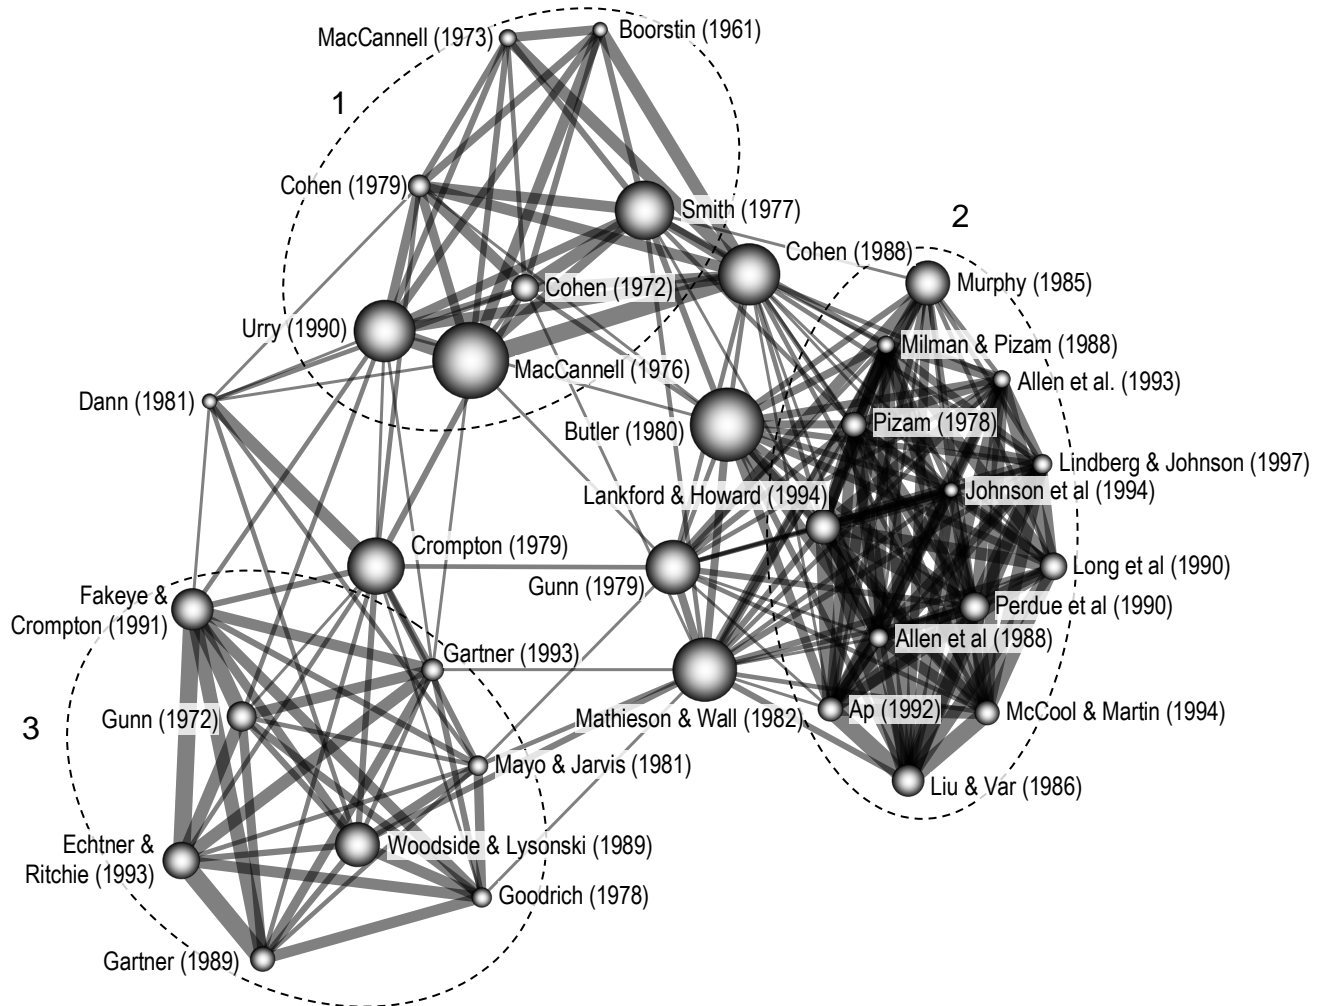 MacCannell (1973)
Boorstin (1961)
1
Cohen (1979)
Smith (1977)
2
Cohen (1988)
Murphy (1985)
Cohen (1972)
Urry (1990)
Milman & Pizam (1988)
MacCannell (1976)
Allen et al. (1993)
Dann (1981)
Butler (1980)
Pizam (1978)
Lindberg & Johnson (1997)
Lankford & Howard (1994)
Johnson et al (1994)
Crompton (1979)
Gunn (1979)
Long et al (1990)
Fakeye &
Crompton (1991)
Perdue et al (1990)
Allen et al (1988)
Gartner (1993)
Gunn (1972)
3
Mathieson & Wall (1982)
Ap (1992)
McCool & Martin (1994)
Mayo & Jarvis (1981)
Liu & Var (1986)
Echtner &
Ritchie (1993)
Woodside & Lysonski (1989)
Goodrich (1978)
Gartner (1989)